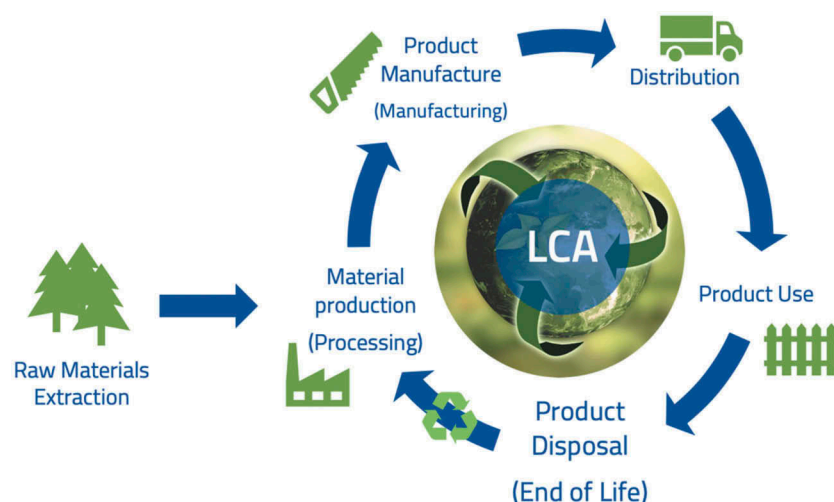 Raw Materials
Extraction
Material
production
(Processing)
Product
Manufacture
(Manufacturing)
Distribution
Product Use
Product
Disposal
(End of Life)
LCA